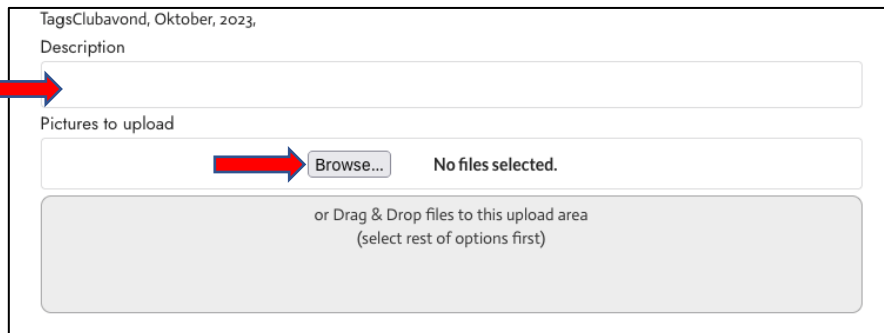 TagsClubavond, Oktober, 2023,
Description
Pictures to upload
Browse... No files selected.
or Drag & Drop files to this upload area
(select rest of options first)